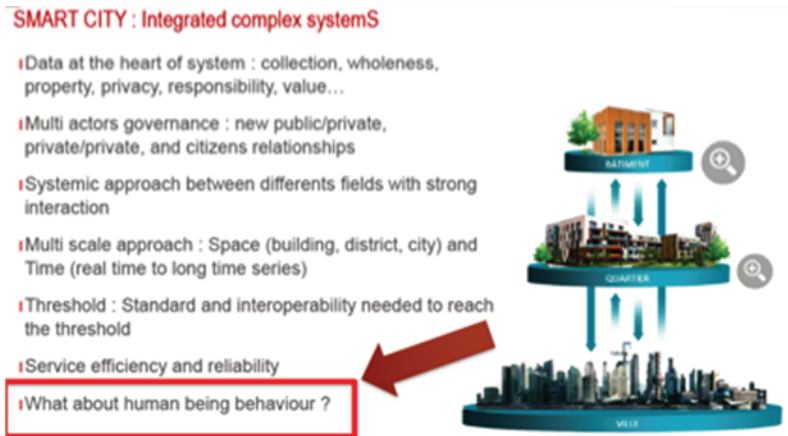 SMART CITY : Integrated complex systemS
Data at the heart of system : collection, wholeness,
property, privacy, responsibility, value...
Multi actors governance : new public/private,
private/private, and citizens relationships
Systemic approach between differents fields with strong
interaction
Multi scale approach : Space (building, district, city) and
Time (real time to long time series)
Threshold : Standard and interoperability needed to reach
the threshold
Service efficiency and reliability
What about human being behaviour ?
BÂTIMENT
QUARTIER
VILLE